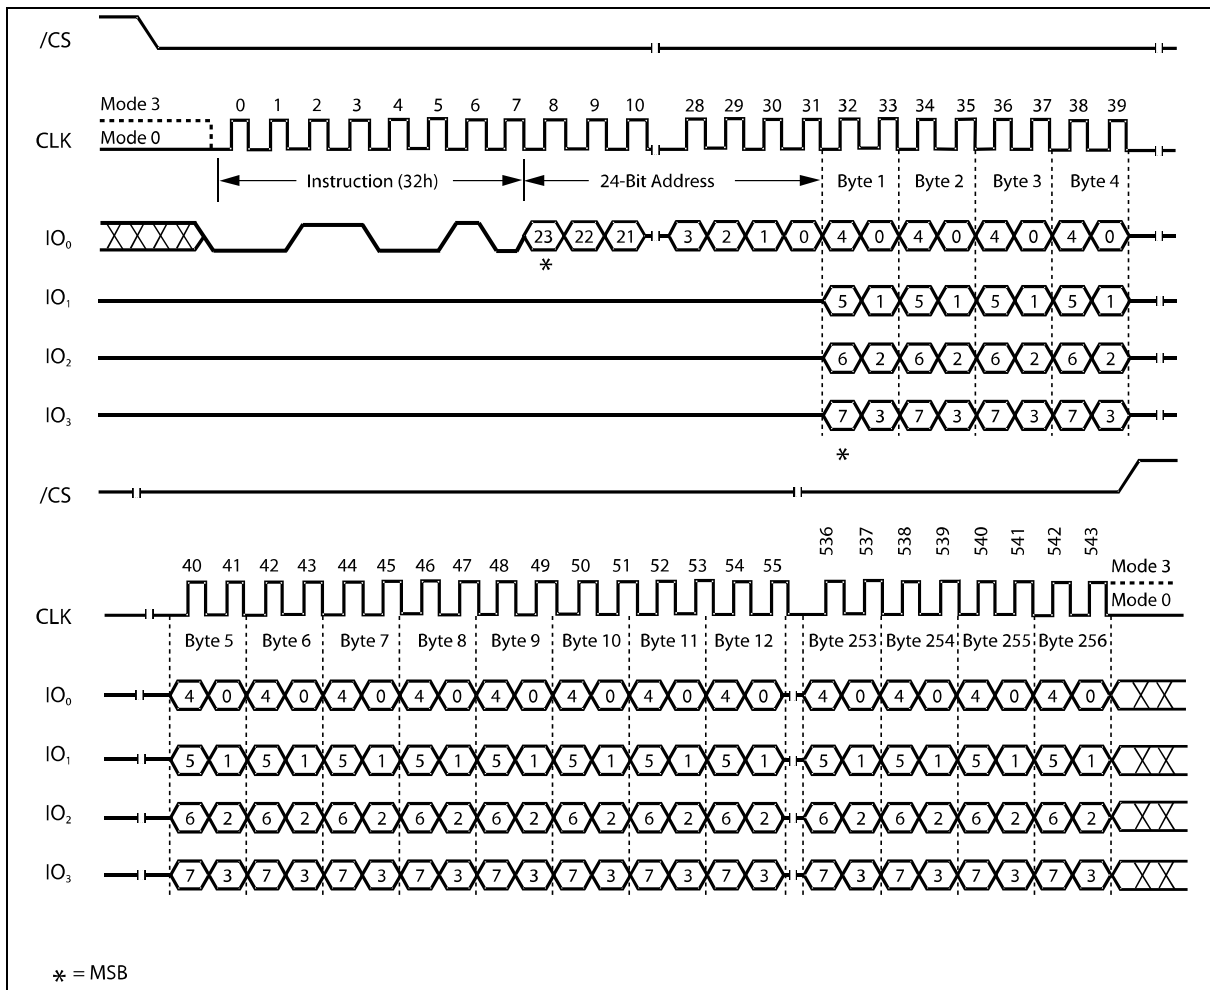 /CS
Mode 3
0 1 2 3 4 5 6 7 8 9 10 28 29 30 31 32 33 34 35 36 37 38 39
CLK
Mode 0
Instruction (32h) 24-Bit Address Byte 1 Byte 2 Byte 3 Byte 4
IO₀ 23 22 21 3 2 1 0 4 0 4 0 4 0 4 0
*
IO₁ 5 1 5 1 5 1 5 1
IO₂ 6 2 6 2 6 2 6 2
IO₃ 7 3 7 3 7 3 7 3
*
/CS
40 41 42 43 44 45 46 47 48 49 50 51 52 53 54 55 536 537 538 539 540 541 542 543
Mode 3
CLK
Mode 0
Byte 5 Byte 6 Byte 7 Byte 8 Byte 9 Byte 10 Byte 11 Byte 12 Byte 253 Byte 254 Byte 255 Byte 256
IO₀ 4 0 4 0 4 0 4 0 4 0 4 0 4 0 4 0 4 0 4 0 4 0 4 0
IO₁ 5 1 5 1 5 1 5 1 5 1 5 1 5 1 5 1 5 1 5 1 5 1 5 1
IO₂ 6 2 6 2 6 2 6 2 6 2 6 2 6 2 6 2 6 2 6 2 6 2 6 2
IO₃ 7 3 7 3 7 3 7 3 7 3 7 3 7 3 7 3 7 3 7 3 7 3 7 3
* = MSB